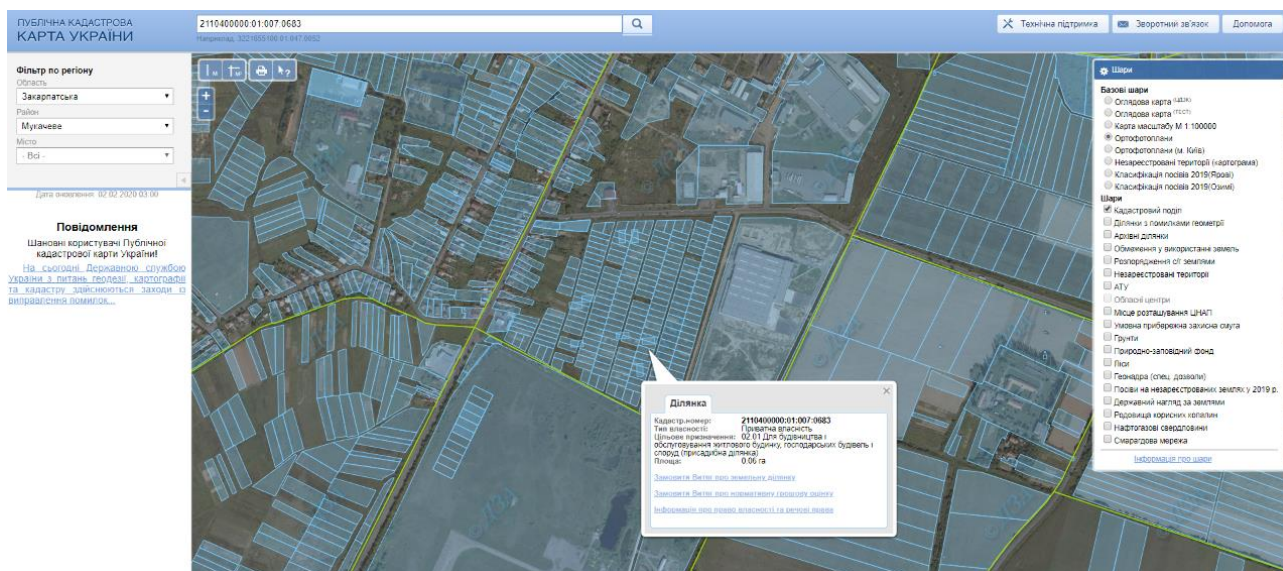 ПУБЛІЧНА КАДАСТРОВА
КАРТА УКРАЇНИ
2110400000:01:007:0683
Наприклад, 3221055100:01:047:0052
Технічна підтримка
Зворотний зв'язок
Допомога
Фільтр по регіону
Область
Закарпатська
Район
Мукачеве
Місто
- Всі -
Дата оновлення: 02.02.2020 03:00
Повідомлення
Шановні користувачі Публічної
кадастрової карти України!
На сьогодні Державною службою
України з питань геодезії, картографії
та кадастру здійснюються заходи із
виправлення помилок...
Шари
Базові шари
Оглядова карта
Оглядова карта (тест)
Карта масштабу М 1:100000
Ортофотоплани
Ортофотоплани (м. Київ)
Незареєстровані території (картограма)
Класифікація посівів 2019(Ярові)
Класифікація посівів 2019(Озимі)
Шари
Кадастровий поділ
Ділянки з помилками геометрії
Архівні ділянки
Обмеження у використанні земель
Розпорядження с/г землями
Незареєстровані території
АТУ
Обласні центри
Місце розташування ЦНАП
Умовна прибережна захисна смуга
Ґрунти
Природно-заповідний фонд
Ліси
Геонадра (спец. дозволи)
Посіви на незареєстрованих землях у 2019 р.
Державний нагляд за землями
Родовища корисних копалин
Нафтогазові свердловини
Смарагдова мережа
Інформація про шари
Ділянка
Кадастр.номер: 2110400000:01:007:0683
Тип власності: Приватна власність
Цільове призначення: 02.01 Для будівництва і
обслуговування житлового будинку, господарських будівель і
споруд (присадибна ділянка)
Площа: 0.06 га
Замовити Витяг про земельну ділянку
Замовити Витяг про нормативну грошову оцінку
Інформація про право власності та речові права